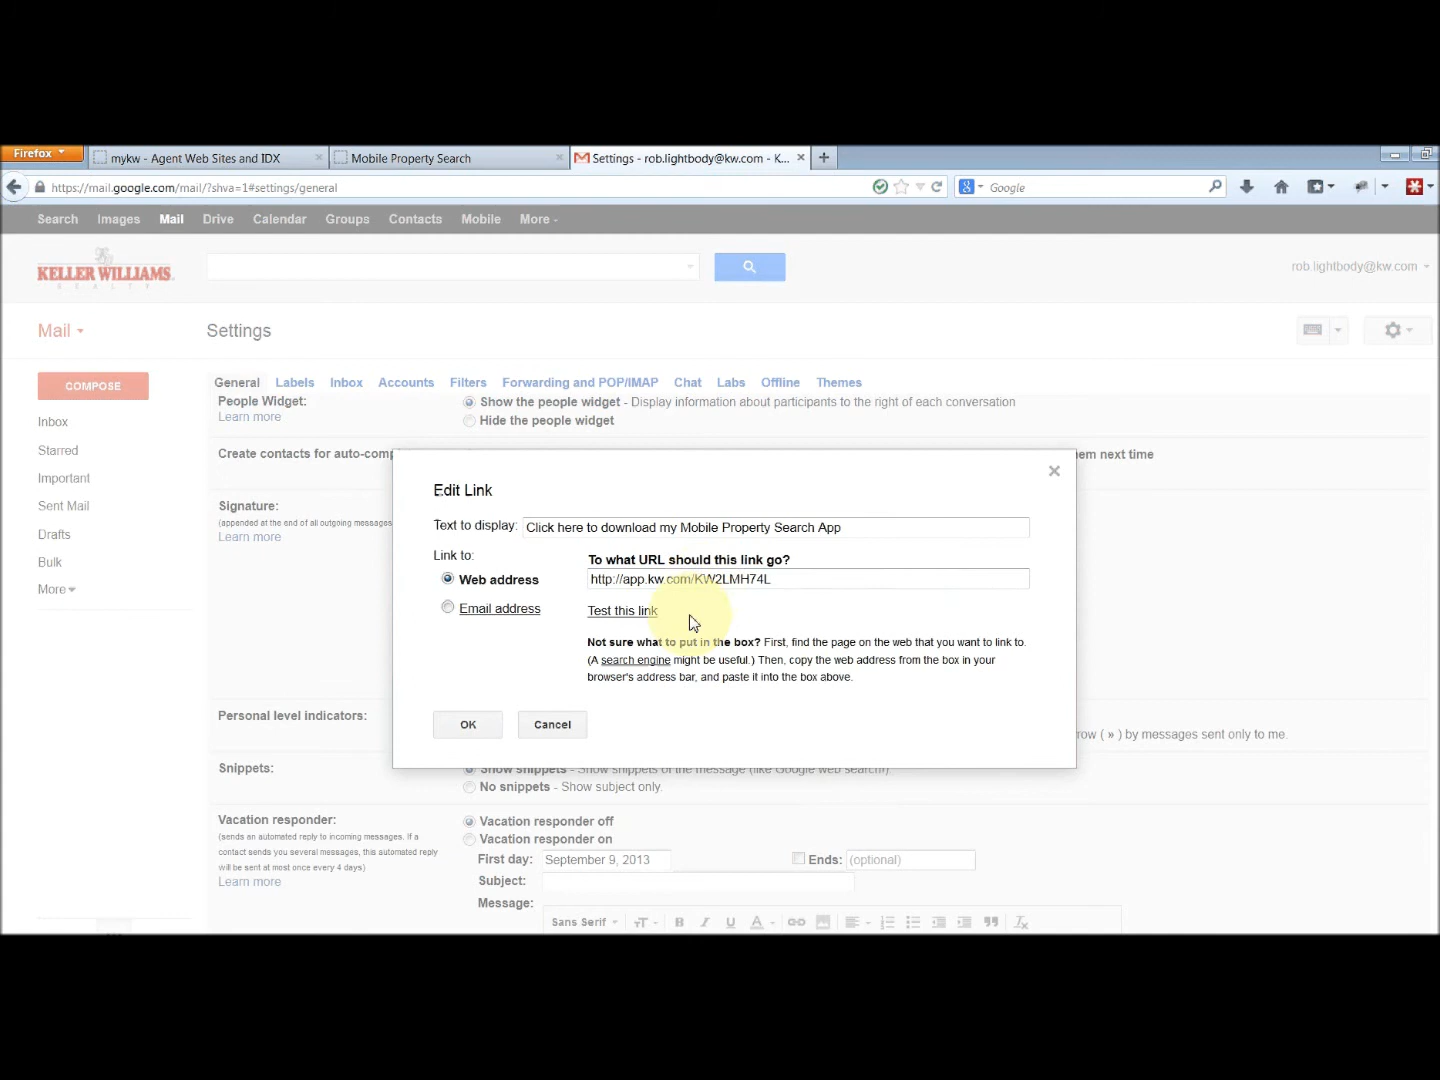 Firefox
mykw - Agent Web Sites and IDX
Mobile Property Search
Settings - rob.lightbody@kw.com - K...
https://mail.google.com/mail/?shva=1#settings/general
Google
Search Images Mail Drive Calendar Groups Contacts Mobile More
KELLER WILLIAMS
REALTY
rob.lightbody@kw.com
Mail
Settings
COMPOSE
General Labels Inbox Accounts Filters Forwarding and POP/IMAP Chat Labs Offline Themes
People Widget:
Learn more
Show the people widget - Display information about participants to the right of each conversation
Hide the people widget
Inbox
Starred
Important
Sent Mail
Drafts
Bulk
More
Create contacts for auto-comp
em next time
Signature:
(appended at the end of all outgoing messages
Learn more
Edit Link
Text to display: Click here to download my Mobile Property Search App
Link to:
To what URL should this link go?
Web address
http://app.kw.com/KW2LMH74L
Email address
Test this link
Not sure what to put in the box? First, find the page on the web that you want to link to.
(A search engine might be useful.) Then, copy the web address from the box in your
browser's address bar, and paste it into the box above.
OK
Cancel
Personal level indicators:
row ( » ) by messages sent only to me.
Snippets:
Show snippets - Show snippets of the message (like Google web search!).
No snippets - Show subject only.
Vacation responder:
(sends an automated reply to incoming messages. If a
contact sends you several messages, this automated reply
will be sent at most once every 4 days)
Learn more
Vacation responder off
Vacation responder on
First day: September 9, 2013
Ends: (optional)
Subject:
Message:
Sans Serif